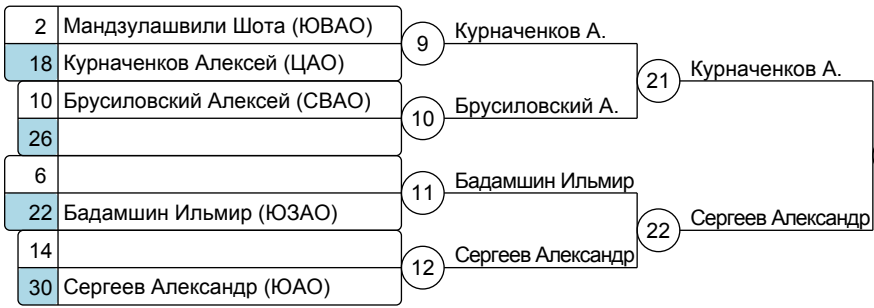 2 Мандзулашвили Шота (ЮВАО)
18 Курначенков Алексей (ЦАО)
9 Курначенков А.
10 Брусиловский Алексей (СВАО)
26
10 Брусиловский А.
21 Курначенков А.
6
22 Бадамшин Ильмир (ЮЗАО)
11 Бадамшин Ильмир
14
30 Сергеев Александр (ЮАО)
12 Сергеев Александр
22 Сергеев Александр